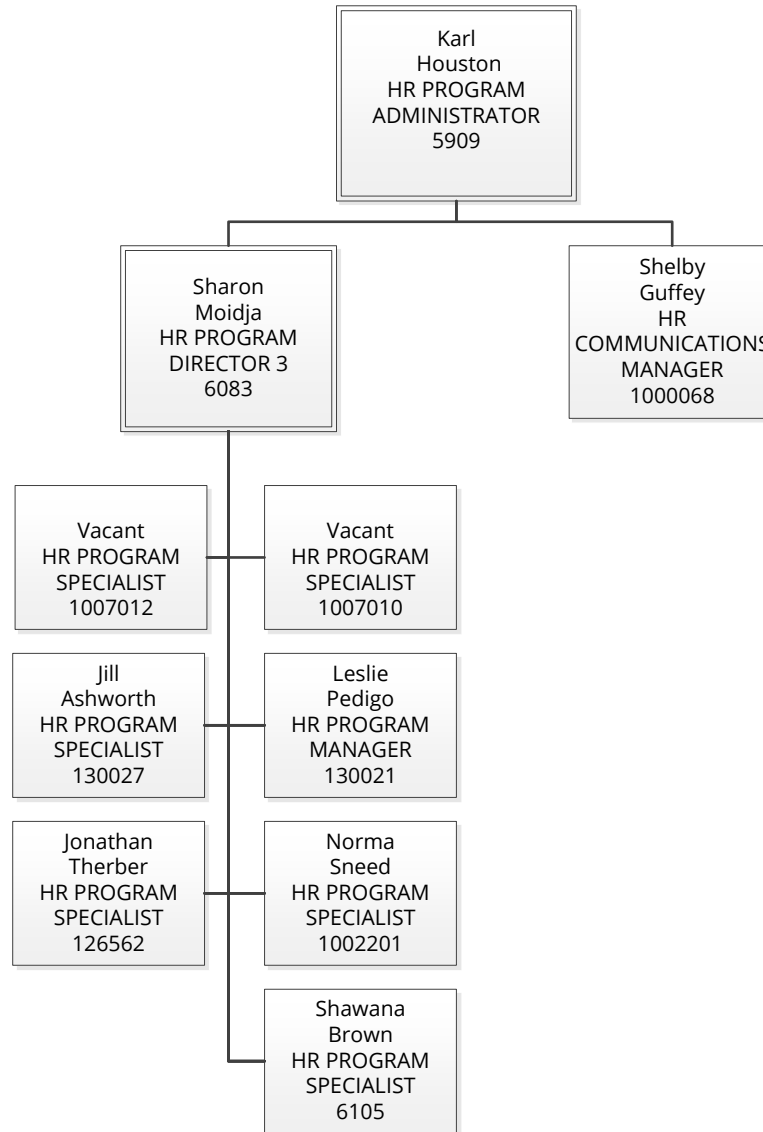 Karl
Houston
HR PROGRAM
ADMINISTRATOR
5909
Sharon
Moidja
HR PROGRAM
DIRECTOR 3
6083
Shelby
Guffey
HR
COMMUNICATIONS
MANAGER
1000068
Vacant
HR PROGRAM
SPECIALIST
1007012
Vacant
HR PROGRAM
SPECIALIST
1007010
Jill
Ashworth
HR PROGRAM
SPECIALIST
130027
Leslie
Pedigo
HR PROGRAM
MANAGER
130021
Jonathan
Therber
HR PROGRAM
SPECIALIST
126562
Norma
Sneed
HR PROGRAM
SPECIALIST
1002201
Shawana
Brown
HR PROGRAM
SPECIALIST
6105